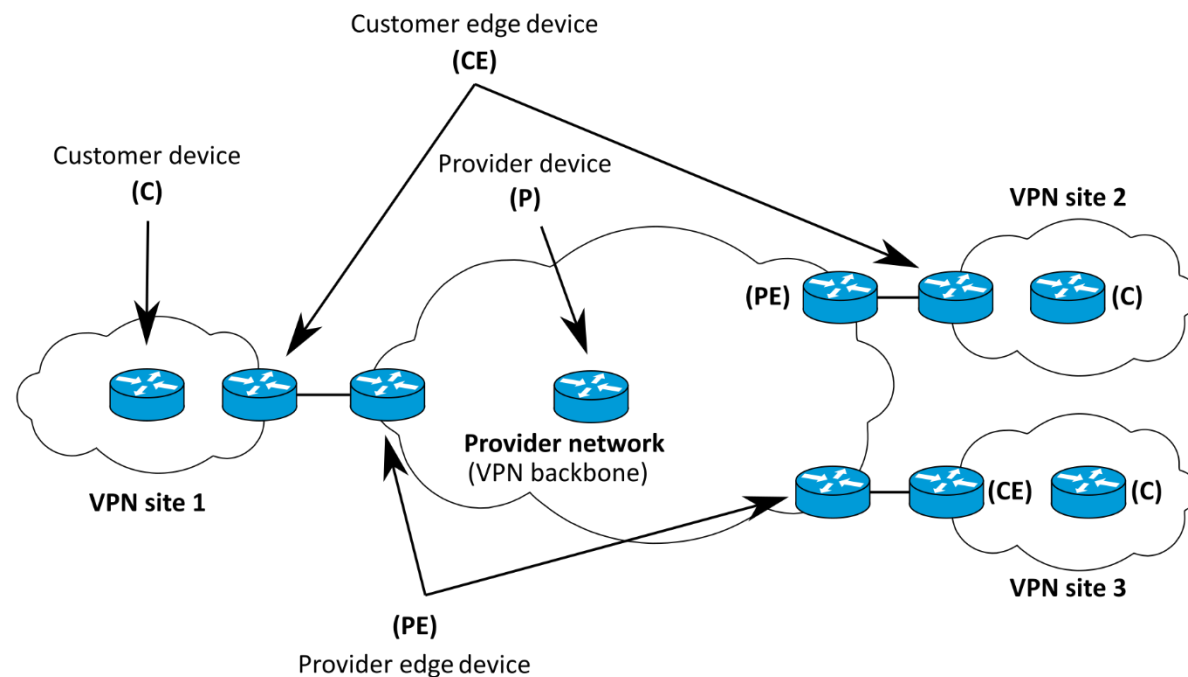 Customer edge device
(CE)
Customer device
(C)
Provider device
(P)
VPN site 2
(PE)
(C)
Provider network
(VPN backbone)
VPN site 1
(CE)
(C)
VPN site 3
(PE)
Provider edge device